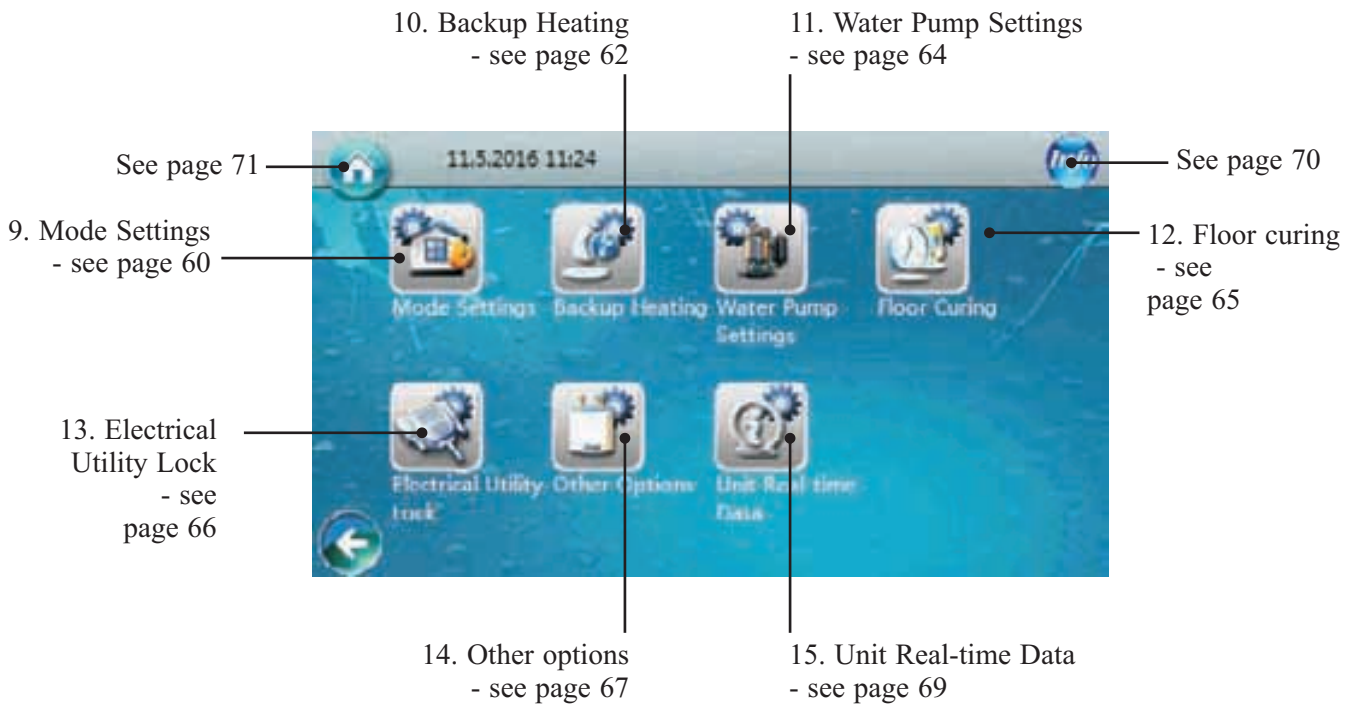 10. Backup Heating
- see page 62
11. Water Pump Settings
- see page 64
See page 71
11.5.2016 11:24
Info
See page 70
9. Mode Settings
- see page 60
12. Floor curing
- see
page 65
Mode Settings
Backup Heating
Water Pump
Settings
Floor Curing
13. Electrical
Utility Lock
- see
page 66
Electrical Utility
Lock
Other Options
Unit Real-time
Data
14. Other options
- see page 67
15. Unit Real-time Data
- see page 69